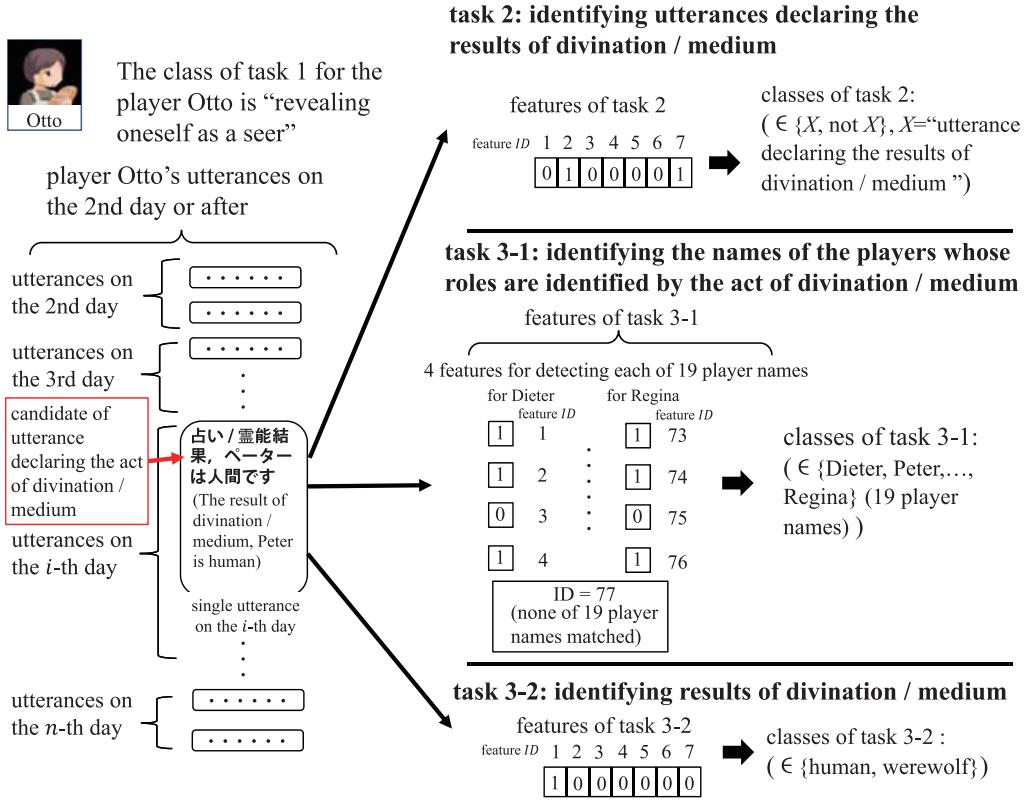 Otto
The class of task 1 for the
player Otto is “revealing
oneself as a seer”
player Otto’s utterances on
the 2nd day or after
utterances on
the 2nd day
utterances on
the 3rd day
candidate of
utterance
declaring the act
of divination /
medium
utterances on
the i-th day
utterances on
the n-th day
占い / 霊能結
果，ペーター
は人間です
(The result of
divination /
medium, Peter
is human)
single utterance
on the i-th day
task 2: identifying utterances declaring the
results of divination / medium
features of task 2
feature ID 1 2 3 4 5 6 7
0 1 0 0 0 0 1
classes of task 2:
( ∈ {X, not X}, X=“utterance
declaring the results of
divination / medium ”)
task 3-1: identifying the names of the players whose
roles are identified by the act of divination / medium
features of task 3-1
4 features for detecting each of 19 player names
for Dieter for Regina
feature ID feature ID
1 1 1 73
1 2 1 74
0 3 0 75
1 4 1 76
ID = 77
(none of 19 player
names matched)
classes of task 3-1:
( ∈ {Dieter, Peter,…,
Regina} (19 player
names) )
task 3-2: identifying results of divination / medium
features of task 3-2
feature ID 1 2 3 4 5 6 7
1 0 0 0 0 0 0
classes of task 3-2 :
( ∈ {human, werewolf})